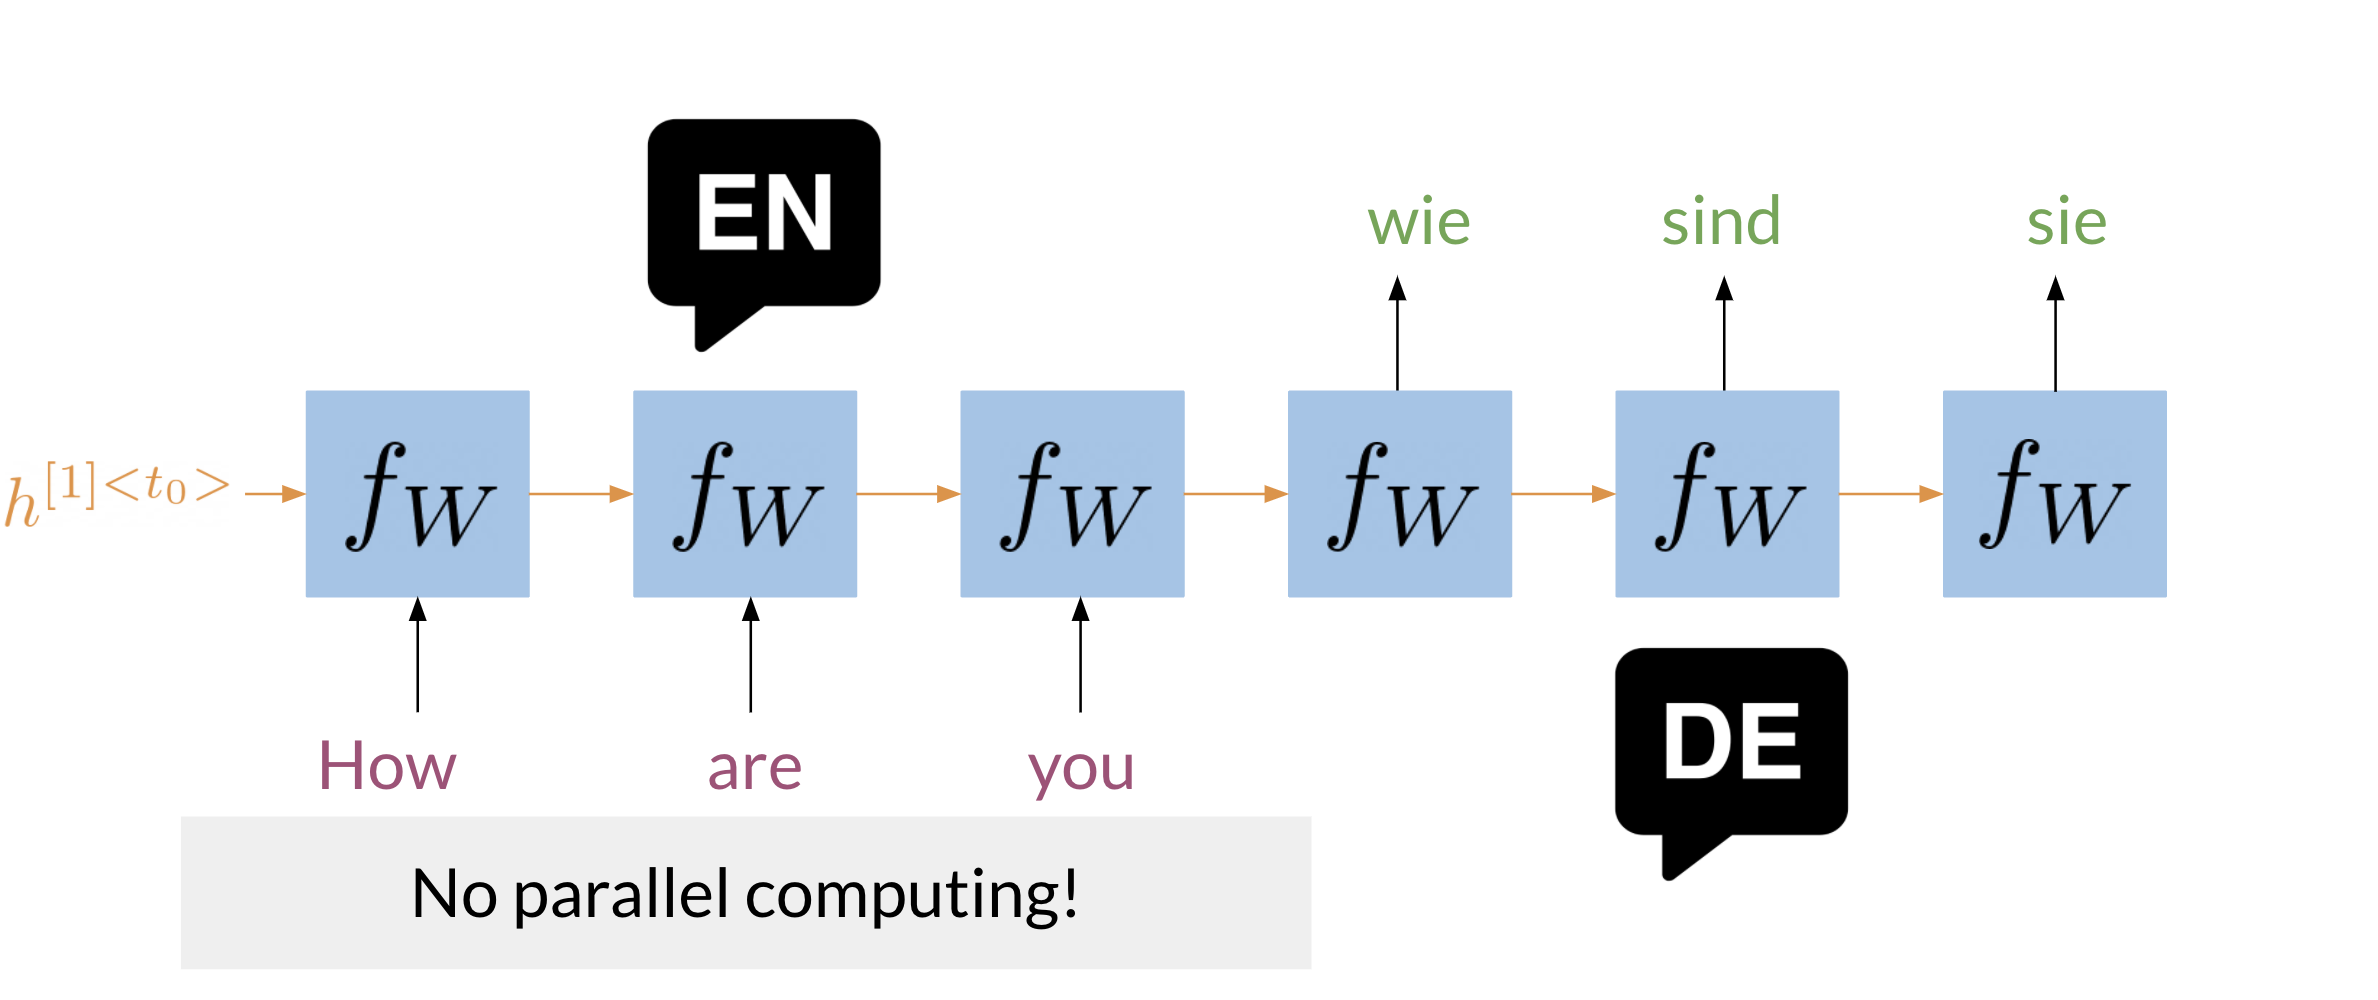 EN
wie sind sie
h^{[1]<t_0>} f_W f_W f_W f_W f_W f_W
How are you
DE
No parallel computing!